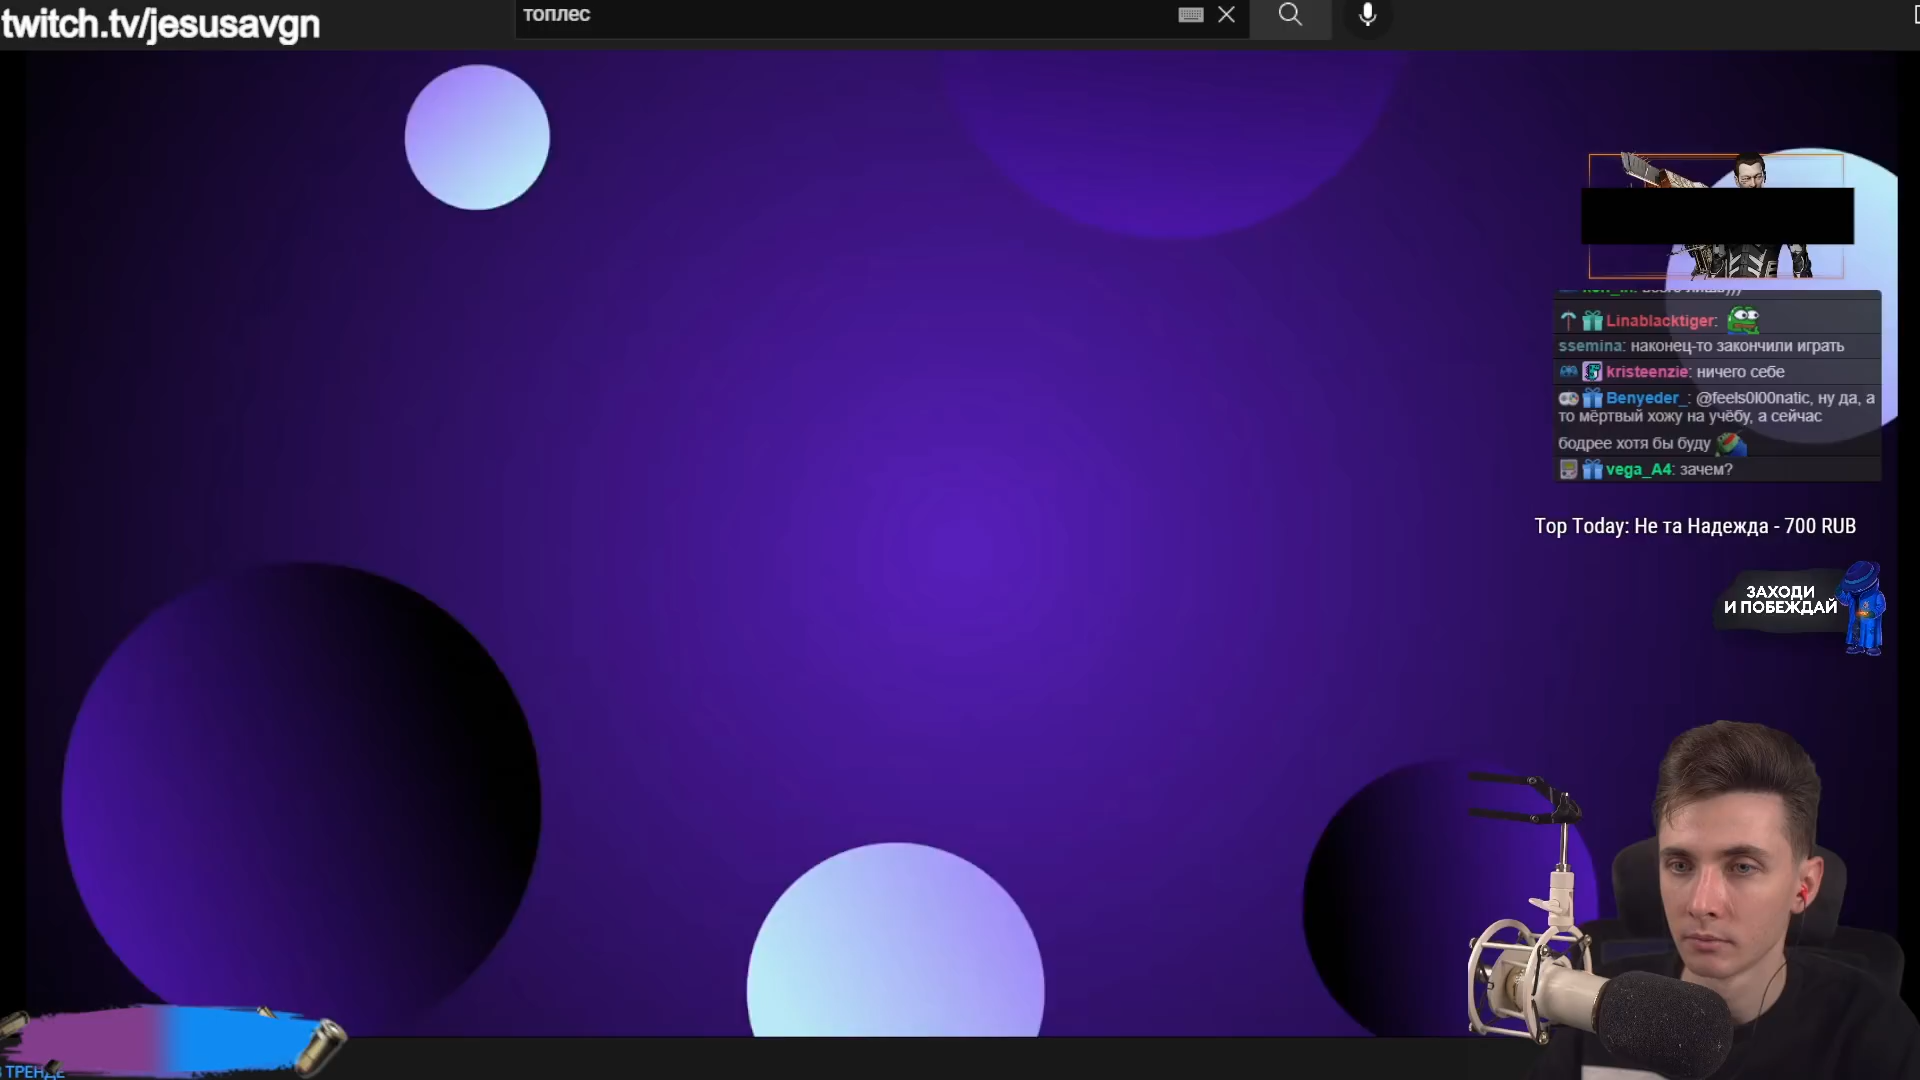 twitch.tv/jesusavgn
топлес
Linablacktiger:
ssemina: наконец-то закончили играть
kristeenzie: ничего себе
Benyeder_: @feels0l00natic, ну да, а
то мёртвый хожу на учёбу, а сейчас
бодрее хотя бы буду
vega_A4: зачем?
Top Today: Не та Надежда - 700 RUB
ЗАХОДИ
И ПОБЕЖДАЙ
В ТРЕНДЕ